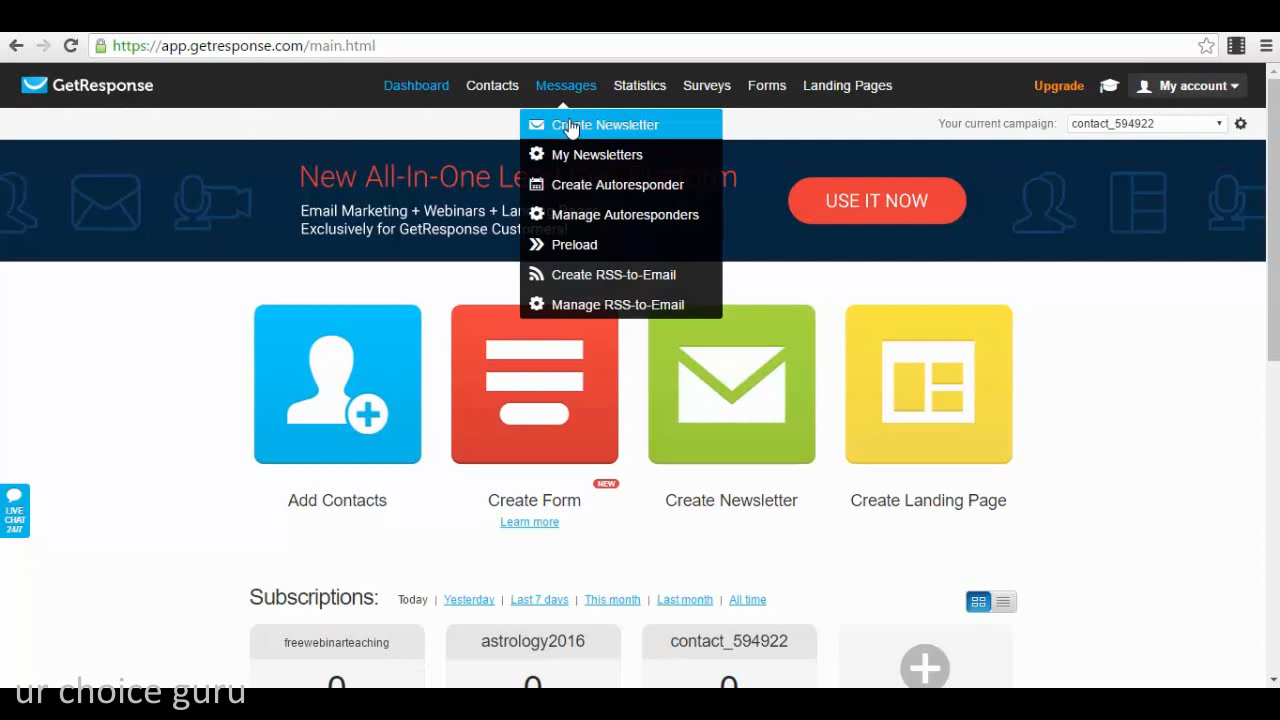 https://app.getresponse.com/main.html
GetResponse
Dashboard Contacts Messages Statistics Surveys Forms Landing Pages Upgrade My account
Create Newsletter
Your current campaign: contact_594922
My Newsletters
Create Autoresponder
Manage Autoresponders
Preload
Create RSS-to-Email
Manage RSS-to-Email
New All-In-One
Email Marketing + Webinars +
Exclusively for GetResponse
USE IT NOW
Add Contacts
Create Form
NEW
Learn more
Create Newsletter
Create Landing Page
LIVE
CHAT
24/7
Subscriptions: Today | Yesterday | Last 7 days | This month | Last month | All time
freewebinarteaching
astrology2016
contact_594922
ur choice guru